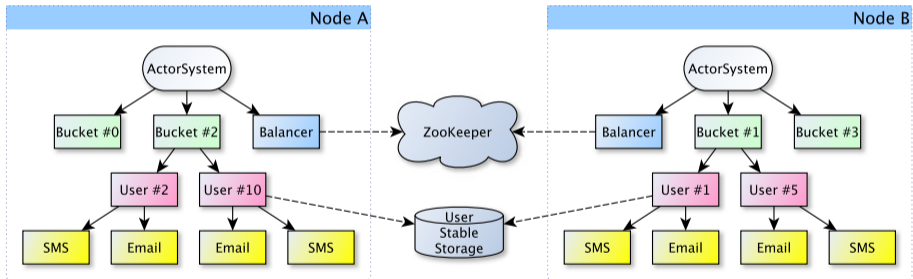 Node A
Node B
ActorSystem
ActorSystem
Bucket #0
Bucket #2
Balancer
ZooKeeper
Balancer
Bucket #1
Bucket #3
User #2
User #10
User #1
User #5
User
Stable
Storage
SMS
Email
Email
SMS
SMS
Email
Email
SMS